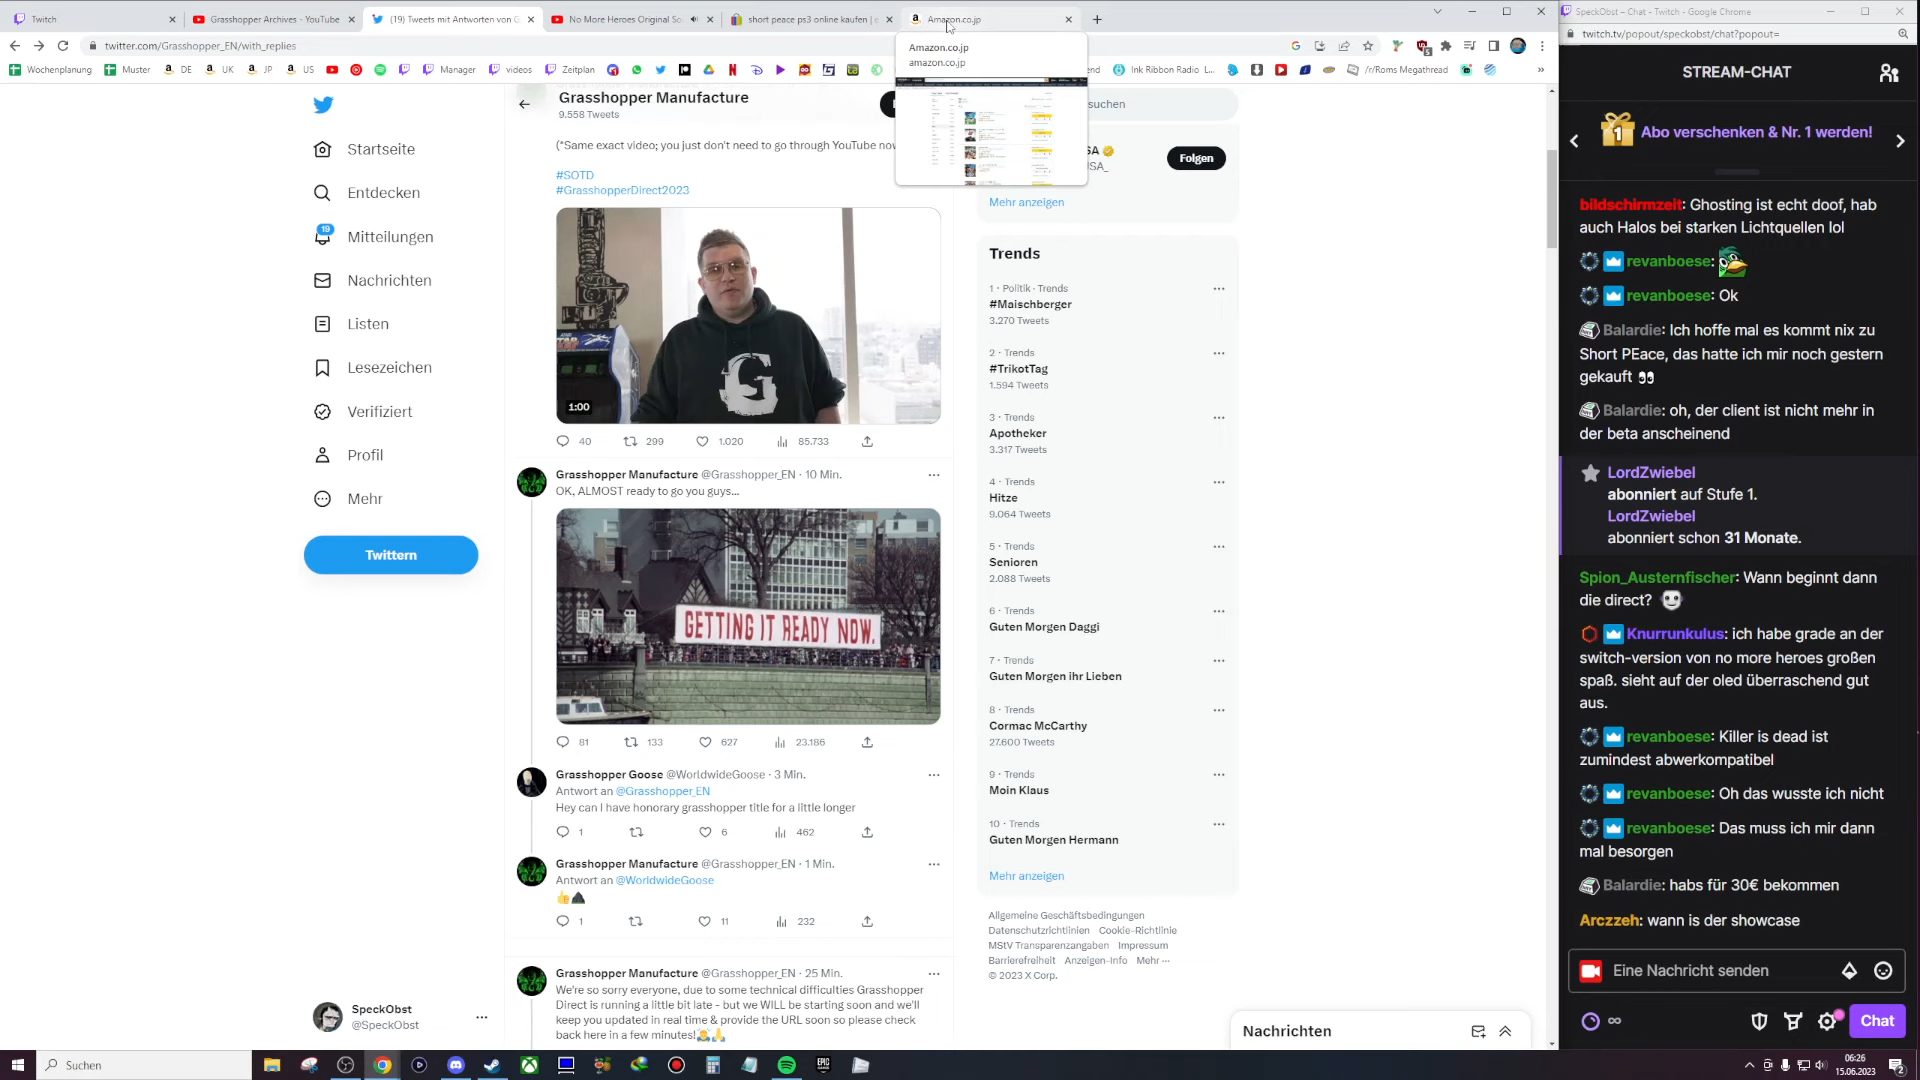 Twitch
Grasshopper Archives - YouTube
(19) Tweets mit Antworten von G
No More Heroes Original So
short peace ps3 online kaufen | e
Amazon.co.jp
SpeckObst – Chat - Twitch - Google Chrome
twitter.com/Grasshopper_EN/with_replies
twitch.tv/popout/speckobst/chat?popout=
Amazon.co.jp
amazon.co.jp
Wochenplanung
Muster
DE
UK
JP
US
Manager
videos
Zeitplan
end
Ink Ribbon Radio L...
/r/Roms Megathread
Startseite
Entdecken
19
Mitteilungen
Nachrichten
Listen
Lesezeichen
Verifiziert
Profil
Mehr
Twittern
SpeckObst
@SpeckObst
Grasshopper Manufacture
9.558 Tweets
(*Same exact video; you just don't need to go through YouTube now
#SOTD
#GrasshopperDirect2023
G
1:00
40
299
1.020
85.733
Grasshopper Manufacture @Grasshopper_EN · 10 Min.
OK, ALMOST ready to go you guys...
GETTING IT READY NOW.
81
133
627
23.186
Grasshopper Goose @WorldwideGoose · 3 Min.
Antwort an @Grasshopper_EN
Hey can I have honorary grasshopper title for a little longer
1
6
462
Grasshopper Manufacture @Grasshopper_EN · 1 Min.
Antwort an @WorldwideGoose
1
11
232
Grasshopper Manufacture @Grasshopper_EN · 25 Min.
We're so sorry everyone, due to some technical difficulties Grasshopper
Direct is running a little bit late - but we WILL be starting soon and we'll
keep you updated in real time & provide the URL soon so please check
back here in a few minutes!
suchen
SA
USA_
Folgen
Mehr anzeigen
Trends
1 · Politik · Trends
#Maischberger
3.270 Tweets
2 · Trends
#TrikotTag
1.594 Tweets
3 · Trends
Apotheker
3.317 Tweets
4 · Trends
Hitze
9.064 Tweets
5 · Trends
Senioren
2.088 Tweets
6 · Trends
Guten Morgen Daggi
7 · Trends
Guten Morgen ihr Lieben
8 · Trends
Cormac McCarthy
27.600 Tweets
9 · Trends
Moin Klaus
10 · Trends
Guten Morgen Hermann
Mehr anzeigen
Allgemeine Geschäftsbedingungen
Datenschutzrichtlinien Cookie-Richtlinie
MStV Transparenzangaben Impressum
Barrierefreiheit Anzeigen-Info Mehr ···
© 2023 X Corp.
Nachrichten
STREAM-CHAT
1
Abo verschenken & Nr. 1 werden!
bildschirmzeit: Ghosting ist echt doof, hab
auch Halos bei starken Lichtquellen lol
revanboese:
revanboese: Ok
Balardie: Ich hoffe mal es kommt nix zu
Short PEace, das hatte ich mir noch gestern
gekauft
Balardie: oh, der client ist nicht mehr in
der beta anscheinend
LordZwiebel
abonniert auf Stufe 1.
LordZwiebel
abonniert schon 31 Monate.
Spion_Austernfischer: Wann beginnt dann
die direct?
Knurrunkulus: ich habe grade an der
switch-version von no more heroes großen
spaß. sieht auf der oled überraschend gut
aus.
revanboese: Killer is dead ist
zumindest abwerkompatibel
revanboese: Oh das wusste ich nicht
revanboese: Das muss ich mir dann
mal besorgen
Balardie: habs für 30€ bekommen
Arczzeh: wann is der showcase
Eine Nachricht senden
∞
Chat
Suchen
06:26
15.06.2023
2